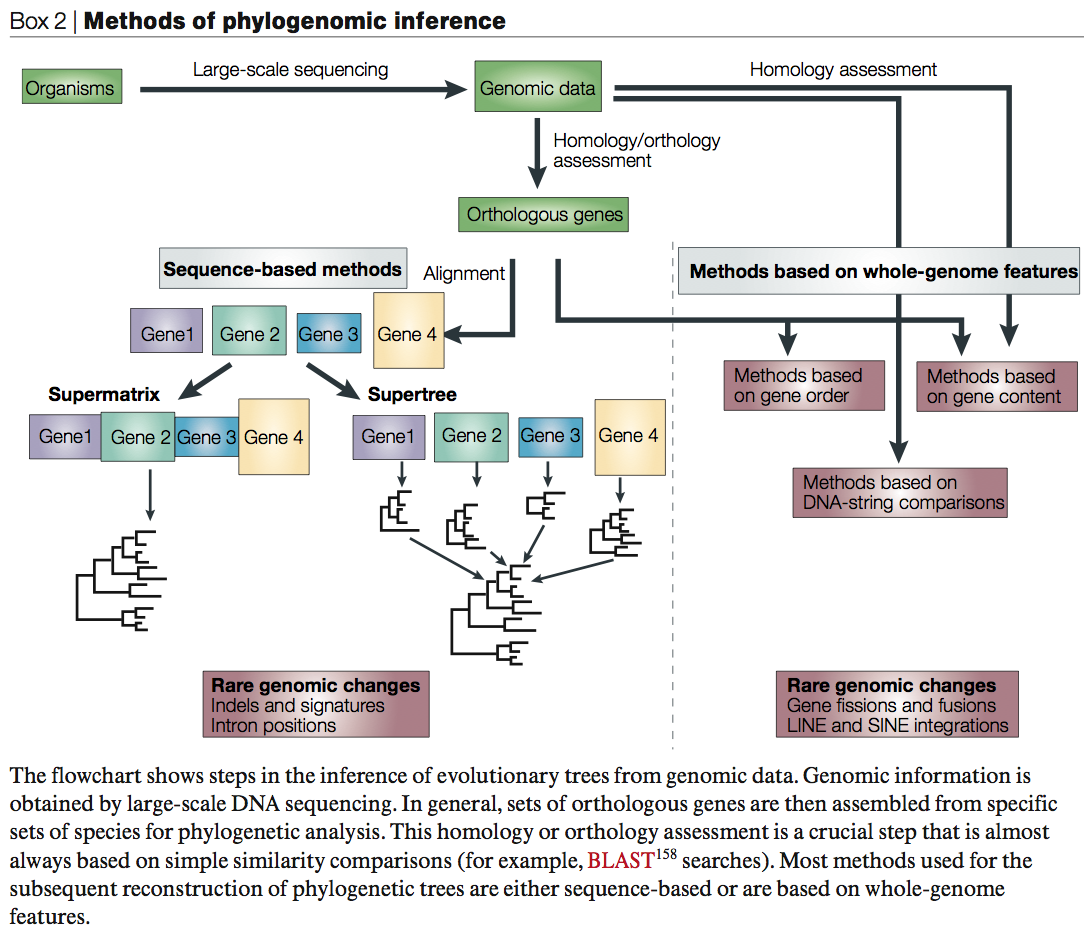 Box 2 | Methods of phylogenomic inference
Organisms
Large-scale sequencing
Genomic data
Homology assessment
Homology/orthology
assessment
Orthologous genes
Sequence-based methods
Alignment
Methods based on whole-genome features
Gene1
Gene 2
Gene 3
Gene 4
Supermatrix
Supertree
Methods based
on gene order
Methods based
on gene content
Gene1
Gene 2
Gene 3
Gene 4
Gene1
Gene 2
Gene 3
Gene 4
Methods based on
DNA-string comparisons
Rare genomic changes
Indels and signatures
Intron positions
Rare genomic changes
Gene fissions and fusions
LINE and SINE integrations
The flowchart shows steps in the inference of evolutionary trees from genomic data. Genomic information is
obtained by large-scale DNA sequencing. In general, sets of orthologous genes are then assembled from specific
sets of species for phylogenetic analysis. This homology or orthology assessment is a crucial step that is almost
always based on simple similarity comparisons (for example, BLAST158 searches). Most methods used for the
subsequent reconstruction of phylogenetic trees are either sequence-based or are based on whole-genome
features.